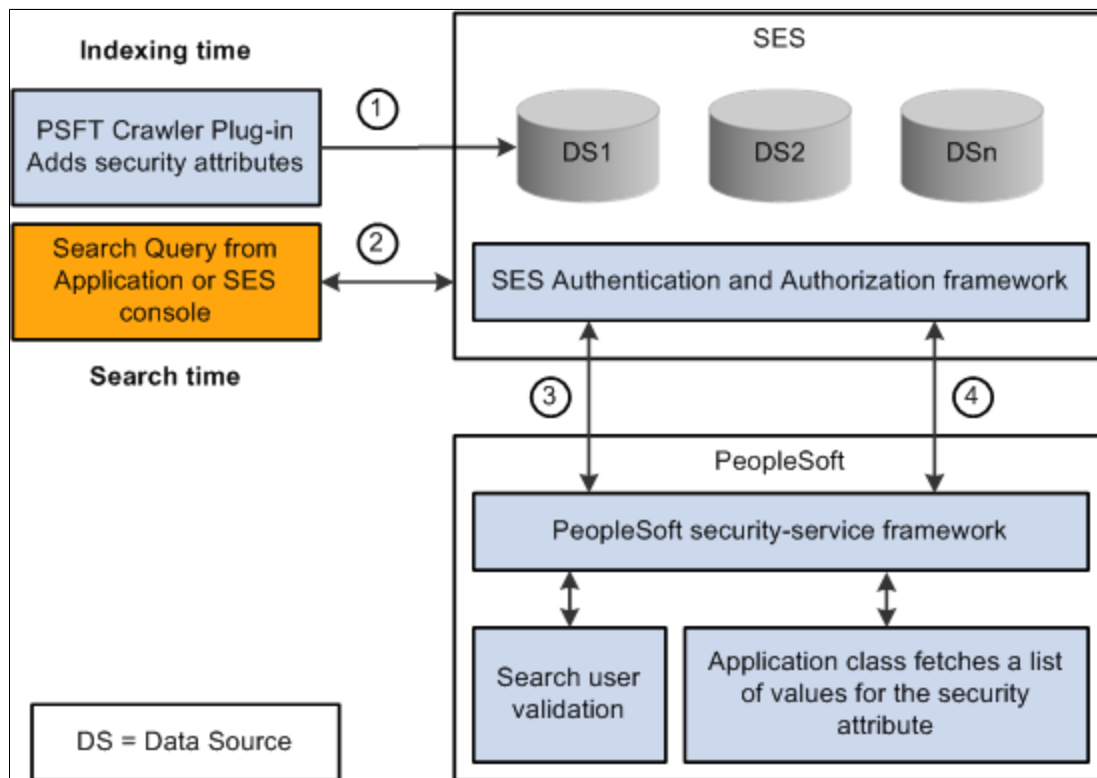 Indexing time
PSFT Crawler Plug-in
Adds security attributes
1
SES
DS1
DS2
DSn
Search Query from
Application or SES
console
2
SES Authentication and Authorization framework
Search time
3
4
PeopleSoft
PeopleSoft security-service framework
Search user
validation
Application class fetches a list
of values for the security
attribute
DS = Data Source